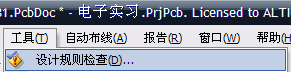 31.PcbDoc * - 电子实习.PrjPcb. Licensed to ALTI
工具(T) 自动布线(A) 报告(R) 窗口(W) 帮助(H
设计规则检查(D)...